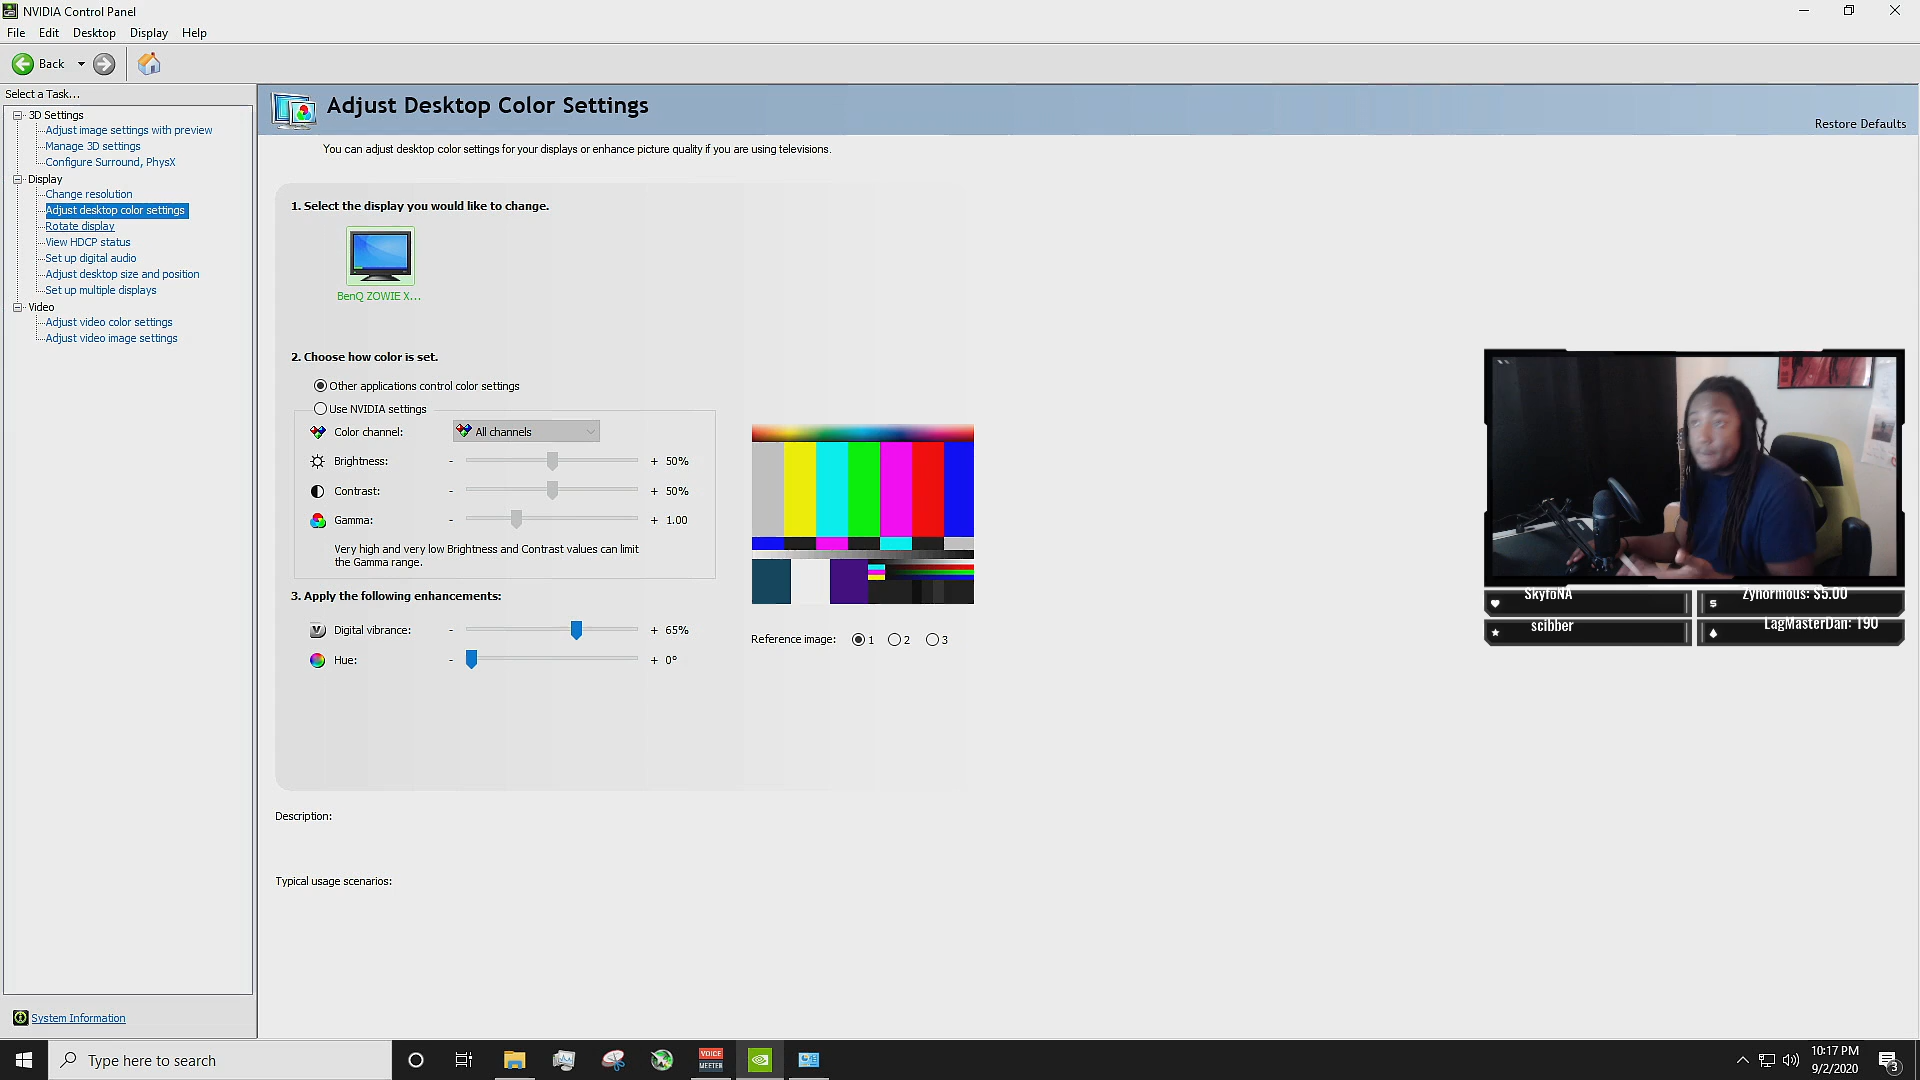 NVIDIA Control Panel
File Edit Desktop Display Help
Back
Select a Task...
3D Settings
Adjust image settings with preview
Manage 3D settings
Configure Surround, PhysX
Display
Change resolution
Adjust desktop color settings
Rotate display
View HDCP status
Set up digital audio
Adjust desktop size and position
Set up multiple displays
Video
Adjust video color settings
Adjust video image settings
System Information
Adjust Desktop Color Settings
Restore Defaults
You can adjust desktop color settings for your displays or enhance picture quality if you are using televisions.
1. Select the display you would like to change.
BenQ ZOWIE X...
2. Choose how color is set.
Other applications control color settings
Use NVIDIA settings
Color channel: All channels
Brightness: - + 50%
Contrast: - + 50%
Gamma: - + 1.00
Very high and very low Brightness and Contrast values can limit
the Gamma range.
3. Apply the following enhancements:
Digital vibrance: - + 65%
Hue: - + 0°
Reference image: 1 2 3
Description:
Typical usage scenarios:
SkyfoNA
Zynormous: $5.00
scibber
LagMasterDan: 190
Type here to search
VOICE
MEETER
10:17 PM
9/2/2020
3